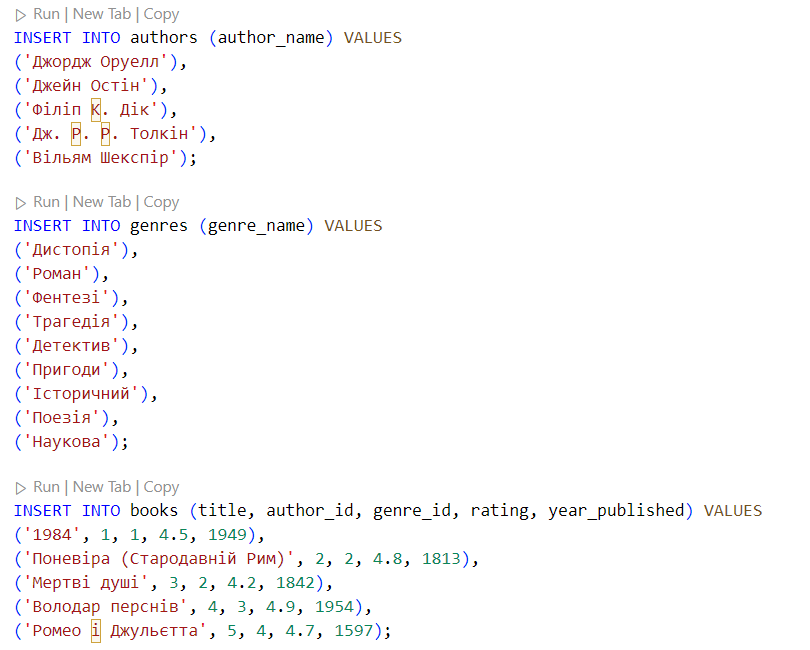 Run | New Tab | Copy
INSERT INTO authors (author_name) VALUES
('Джордж Оруелл'),
('Джейн Остін'),
('Філіп К. Дік'),
('Дж. Р. Р. Толкін'),
('Вільям Шекспір');
Run | New Tab | Copy
INSERT INTO genres (genre_name) VALUES
('Дистопія'),
('Роман'),
('Фентезі'),
('Трагедія'),
('Детектив'),
('Пригоди'),
('Історичний'),
('Поезія'),
('Наукова');
Run | New Tab | Copy
INSERT INTO books (title, author_id, genre_id, rating, year_published) VALUES
('1984', 1, 1, 4.5, 1949),
('Поневіра (Стародавній Рим)', 2, 2, 4.8, 1813),
('Мертві душі', 3, 2, 4.2, 1842),
('Володар перснів', 4, 3, 4.9, 1954),
('Ромео і Джульєтта', 5, 4, 4.7, 1597);